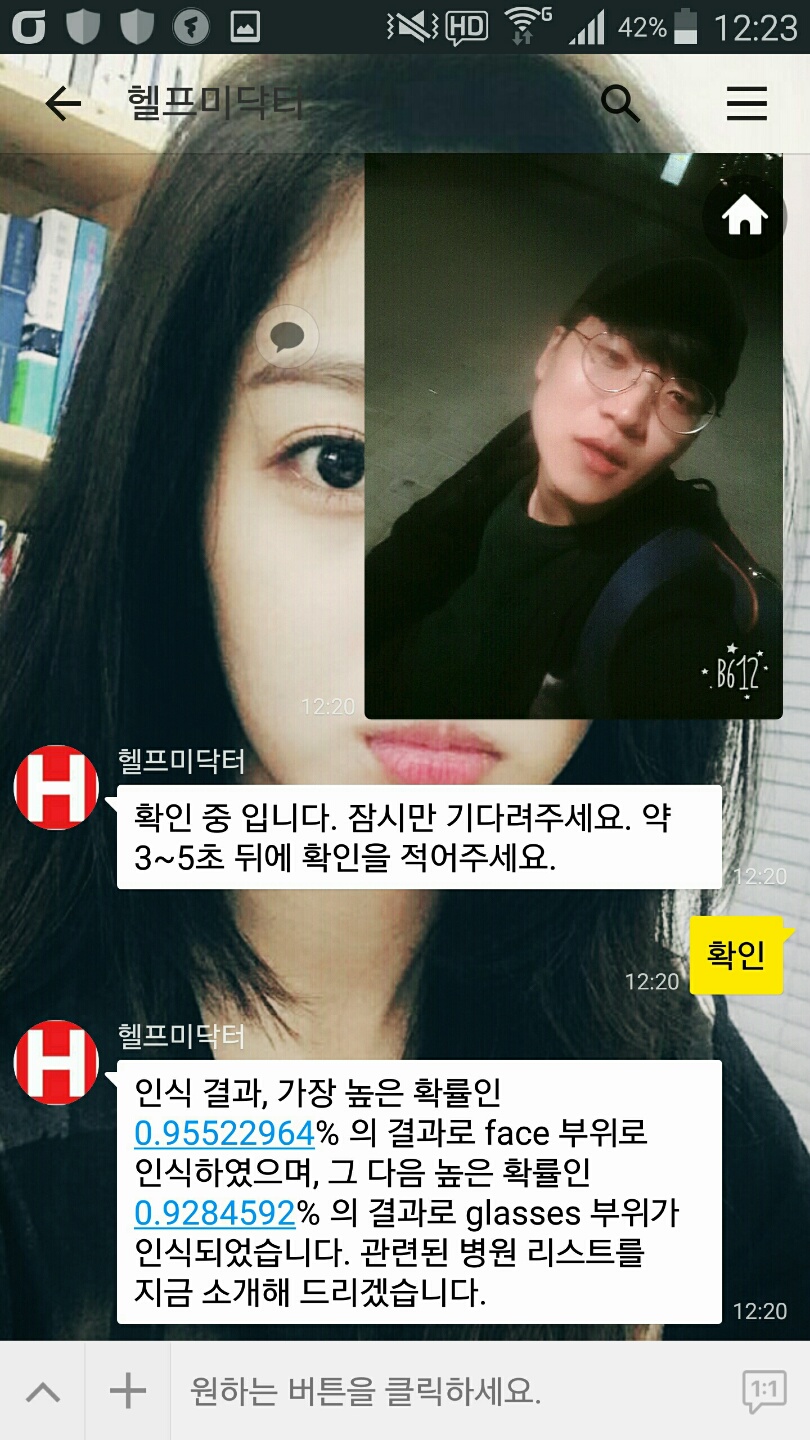 G
HD
42%
12:23
헬프미닥터
B612
12:20
헬프미닥터
확인 중 입니다. 잠시만 기다려주세요. 약
3~5초 뒤에 확인을 적어주세요.
12:20
확인
12:20
헬프미닥터
인식 결과, 가장 높은 확률인
0.95522964% 의 결과로 face 부위로
인식하였으며, 그 다음 높은 확률인
0.9284592% 의 결과로 glasses 부위가
인식되었습니다. 관련된 병원 리스트를
지금 소개해 드리겠습니다.
12:20
원하는 버튼을 클릭하세요.
1:1